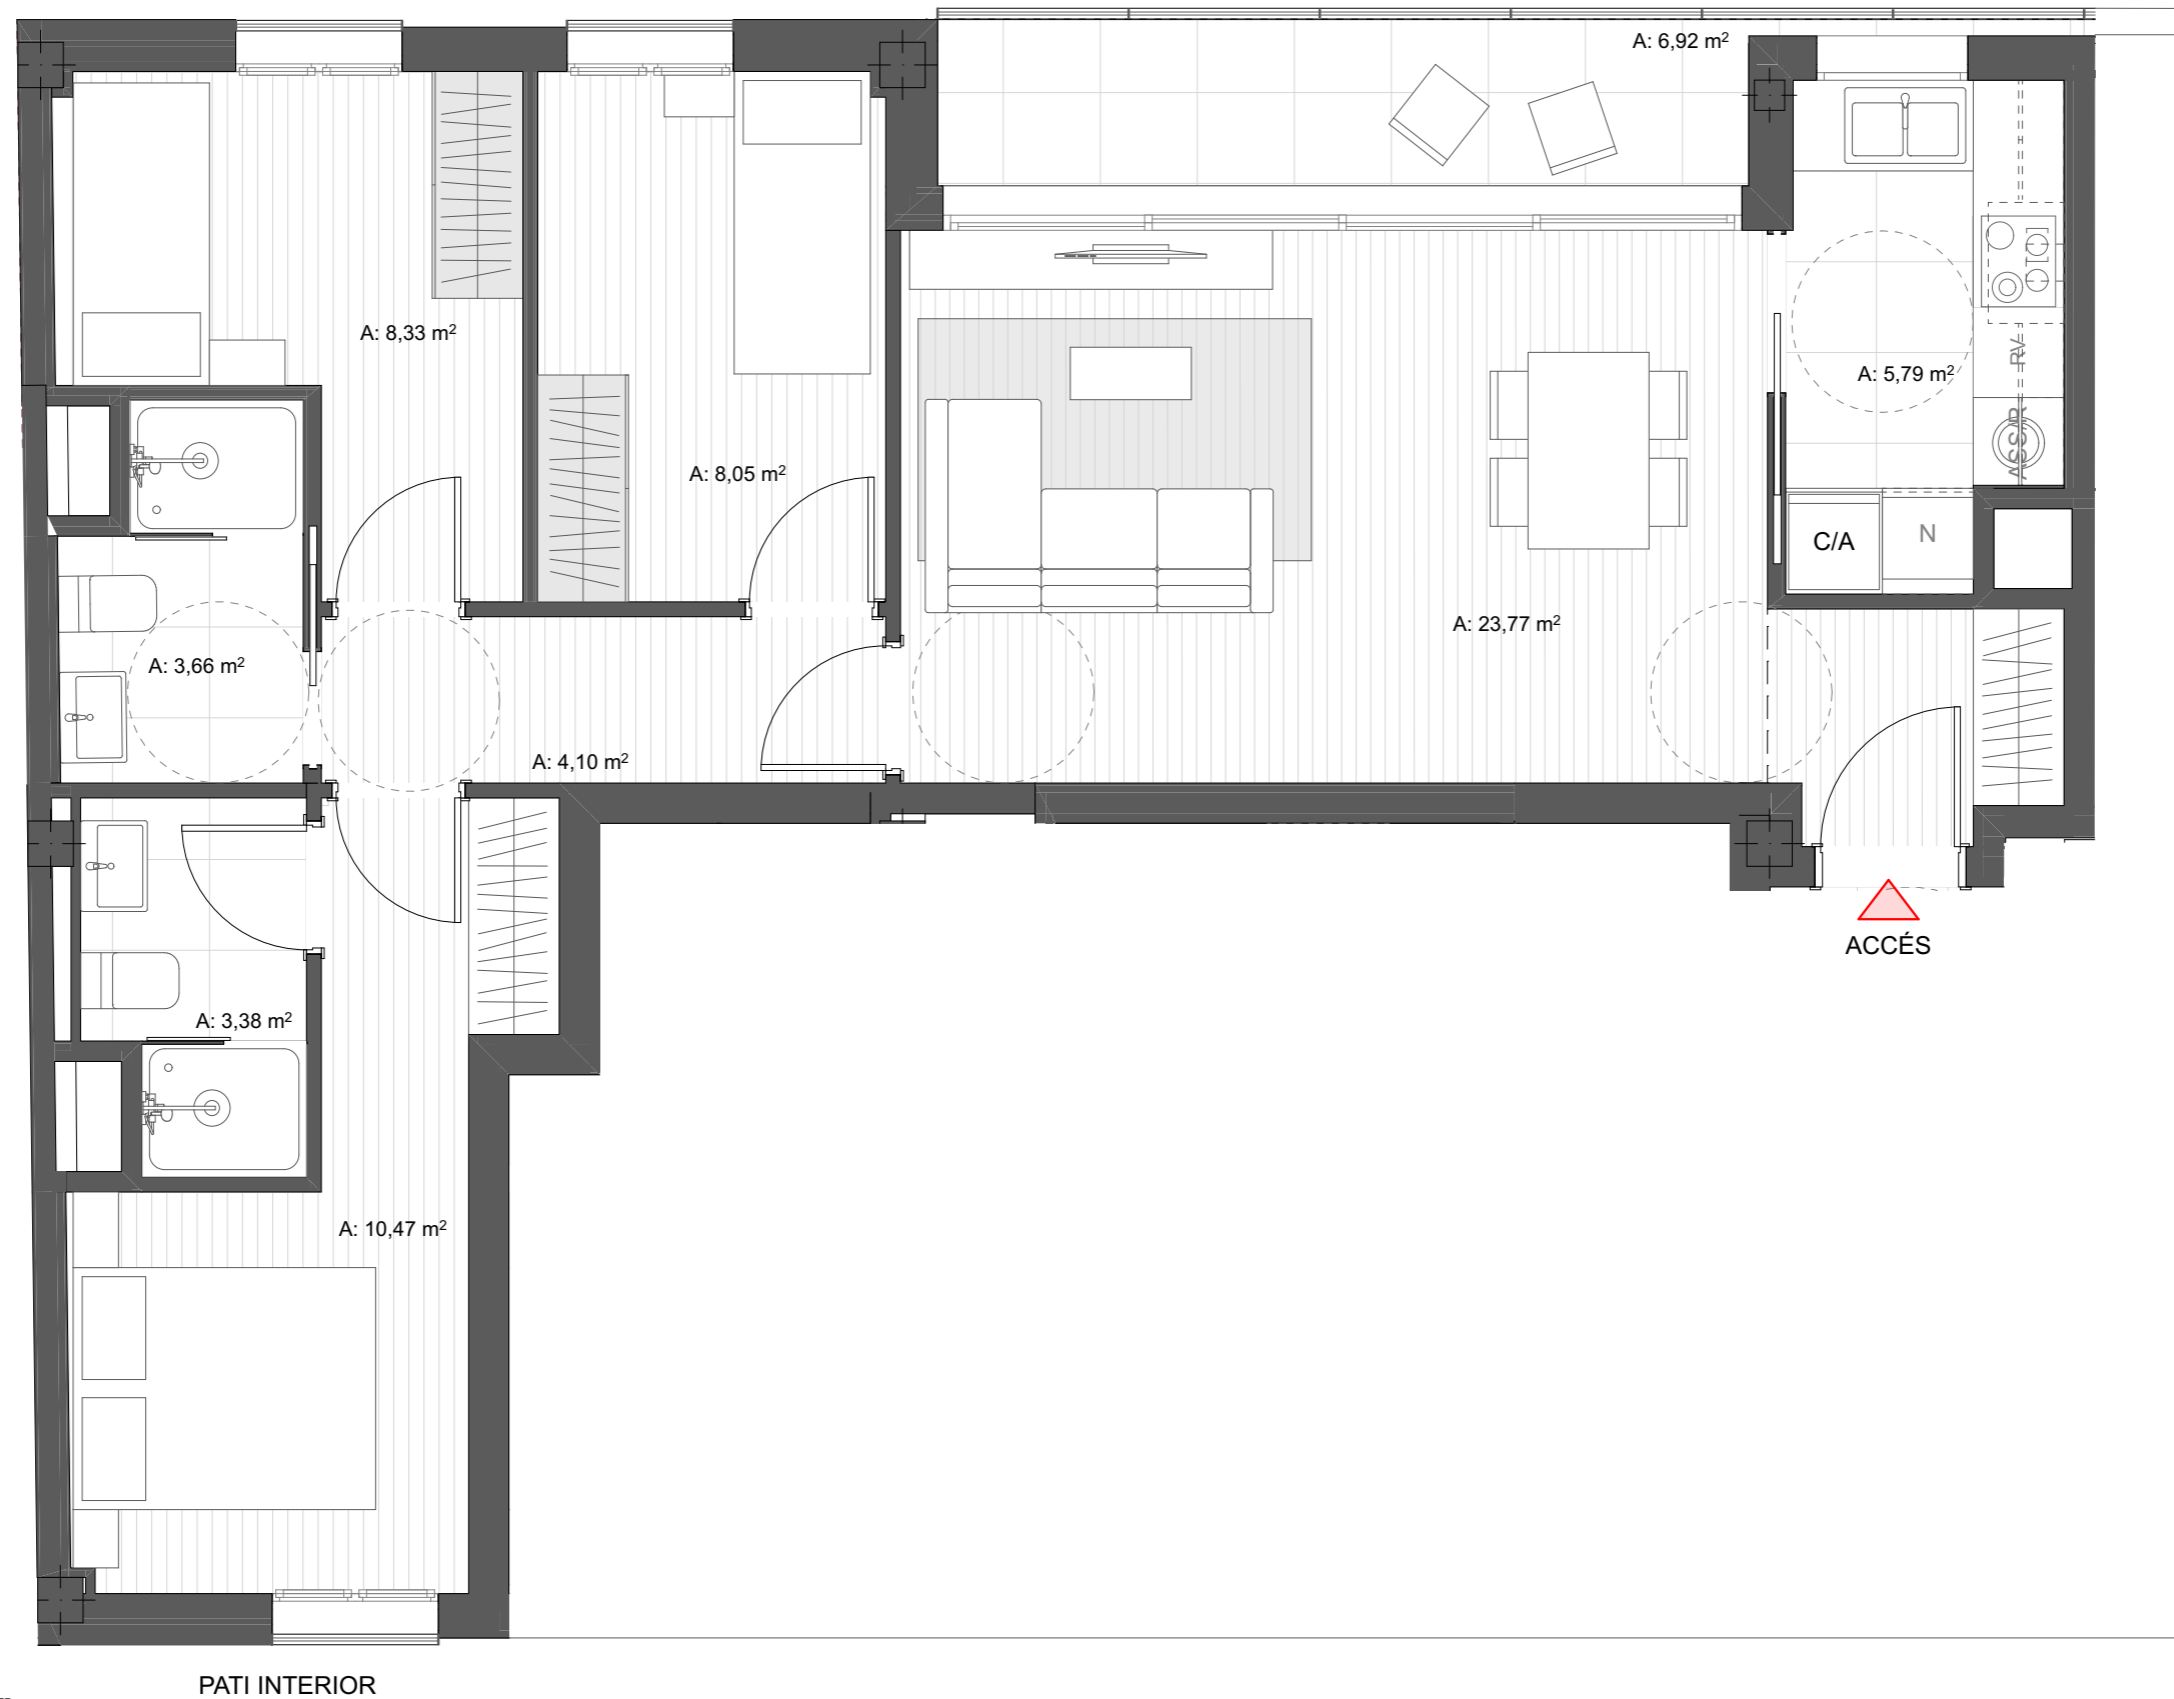 A: 6,92 m²
A: 8,33 m²
A: 5,79 m²
RV
ASS/R
A: 8,05 m²
C/A
N
A: 23,77 m²
A: 3,66 m²
A: 4,10 m²
ACCÉS
A: 3,38 m²
A: 10,47 m²
PATI INTERIOR